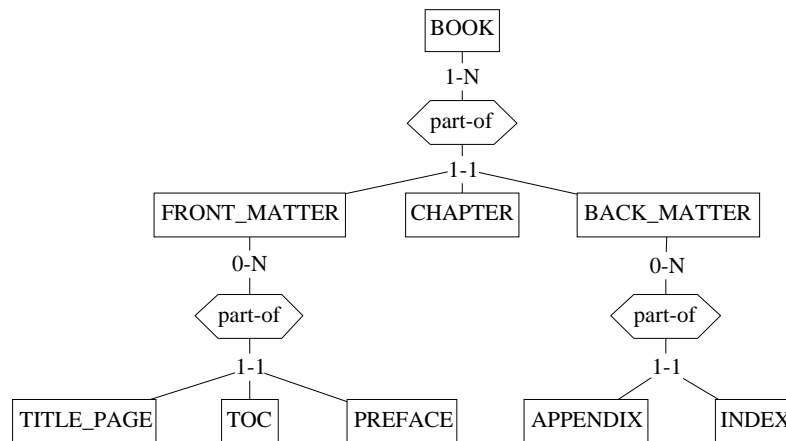 BOOK
1-N
part-of
1-1
FRONT_MATTER CHAPTER BACK_MATTER
0-N 0-N
part-of part-of
1-1 1-1
TITLE_PAGE TOC PREFACE APPENDIX INDEX